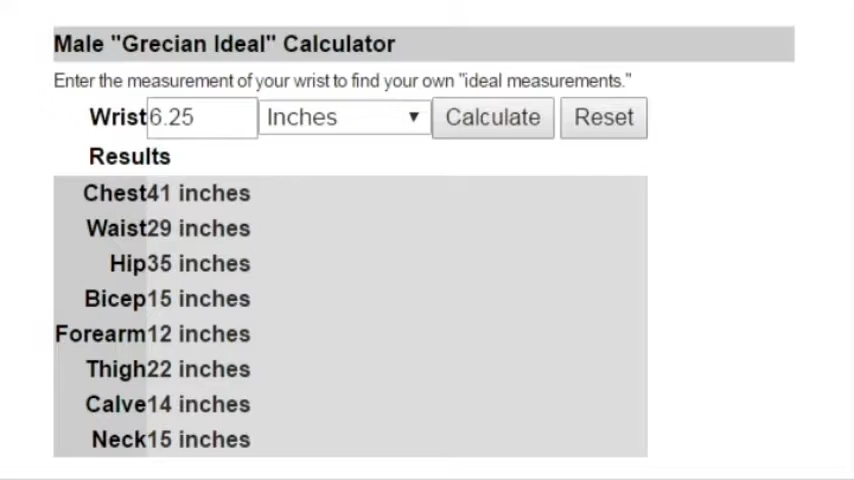 Male "Grecian Ideal" Calculator
Enter the measurement of your wrist to find your own "ideal measurements."
Wrist 6.25 Inches Calculate Reset
Results
Chest 41 inches
Waist 29 inches
Hip 35 inches
Bicep 15 inches
Forearm 12 inches
Thigh 22 inches
Calve 14 inches
Neck 15 inches